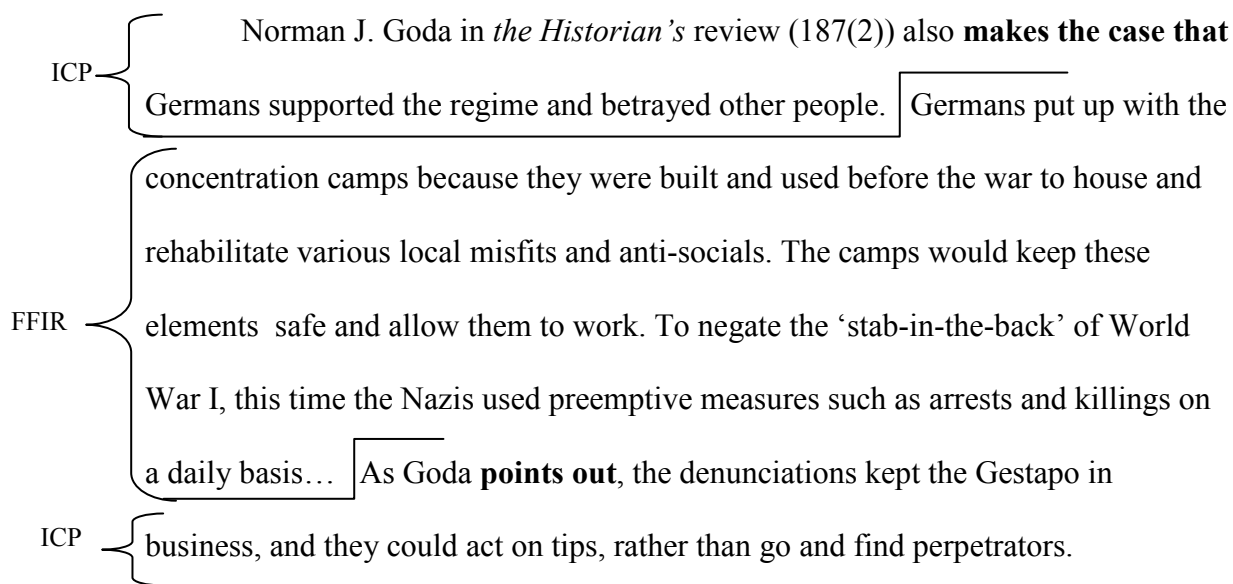 Norman J. Goda in the Historian's review (187(2)) also makes the case that
ICP
Germans supported the regime and betrayed other people. Germans put up with the
concentration camps because they were built and used before the war to house and
rehabilitate various local misfits and anti-socials. The camps would keep these
FFIR
elements safe and allow them to work. To negate the ‘stab-in-the-back’ of World
War I, this time the Nazis used preemptive measures such as arrests and killings on
a daily basis… As Goda points out, the denunciations kept the Gestapo in
ICP
business, and they could act on tips, rather than go and find perpetrators.